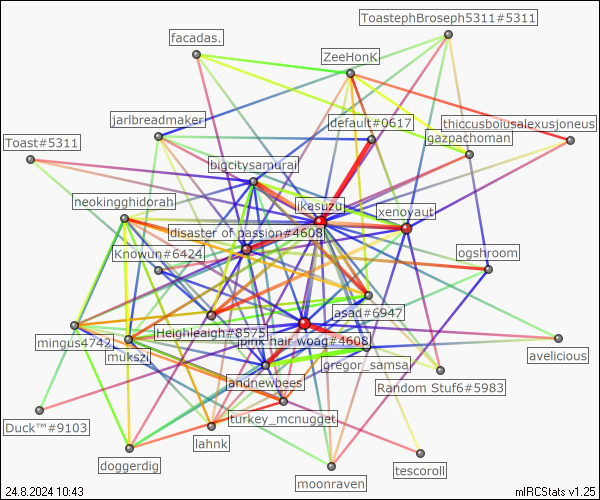 ToastephBroseph5311#5311
facadas.
ZeeHonK
jarlbreadmaker
default#0617
thiccusboiusalexusjoneus
gazpachoman
Toast#5311
bigcitysamurai
neokingghidorah
ikasuzu
xenovaut
disaster of passion#4608
Knowun#6424
ogshroom
asad#6947
Heighleaigh#8575
pink hair woag#4608
mingus4742
mukszi
gregor_samsa
avelicious
andnewbees
Random Stuf6#5983
Duck™#9103
turkey_mcnugget
lahnk
doggerdig
tescoroll
moonraven
24.8.2024 10:43
mIRCStats v1.25